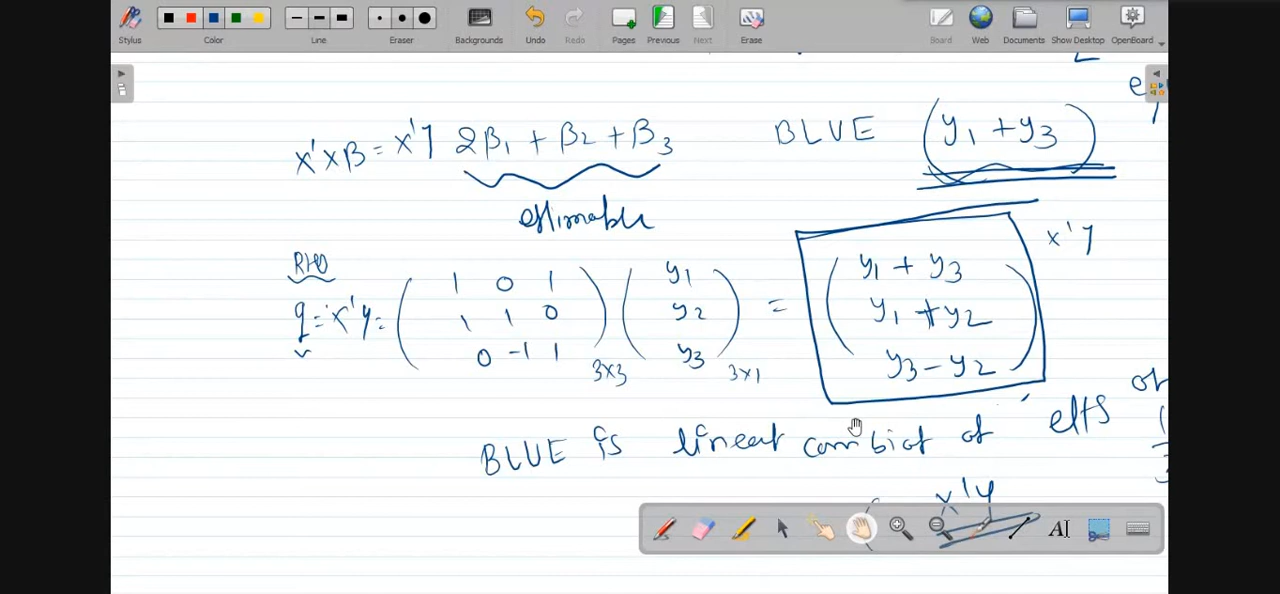 Stylus Color Line Eraser Backgrounds Undo Redo Pages Previous Next Erase Board Web Documents Show Desktop OpenBoard
X'Xβ = X'Y 2β1 + β2 + β3 BLUE (y1 + y3)
estimable
RHS
q = X'y = ( 1 0 1 ) ( y1 ) = ( y1 + y3 ) X'Y
( 1 1 0 ) ( y2 ) ( y1 + y2 )
( 0 -1 1 ) 3x3 ( y3 ) 3x1 ( y3 - y2 )
BLUE is linear combiat of elts of
X'Y